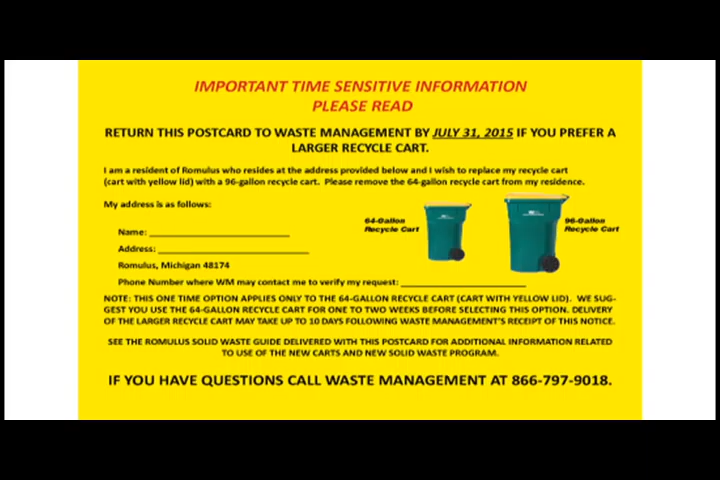 IMPORTANT TIME SENSITIVE INFORMATION
PLEASE READ
RETURN THIS POSTCARD TO WASTE MANAGEMENT BY JULY 31, 2015 IF YOU PREFER A
LARGER RECYCLE CART.
I am a resident of Romulus who resides at the address provided below and I wish to replace my recycle cart
(cart with yellow lid) with a 96-gallon recycle cart. Please remove the 64-gallon recycle cart from my residence.
My address is as follows:
64-Gallon
Recycle Cart
96-Gallon
Recycle Cart
Name:
Address:
Romulus, Michigan 48174
Phone Number where WM may contact me to verify my request:
NOTE: THIS ONE TIME OPTION APPLIES ONLY TO THE 64-GALLON RECYCLE CART (CART WITH YELLOW LID). WE SUG-
GEST YOU USE THE 64-GALLON RECYCLE CART FOR ONE TO TWO WEEKS BEFORE SELECTING THIS OPTION. DELIVERY
OF THE LARGER RECYCLE CART MAY TAKE UP TO 10 DAYS FOLLOWING WASTE MANAGEMENT'S RECEIPT OF THIS NOTICE.
SEE THE ROMULUS SOLID WASTE GUIDE DELIVERED WITH THIS POSTCARD FOR ADDITIONAL INFORMATION RELATED
TO USE OF THE NEW CARTS AND NEW SOLID WASTE PROGRAM.
IF YOU HAVE QUESTIONS CALL WASTE MANAGEMENT AT 866-797-9018.